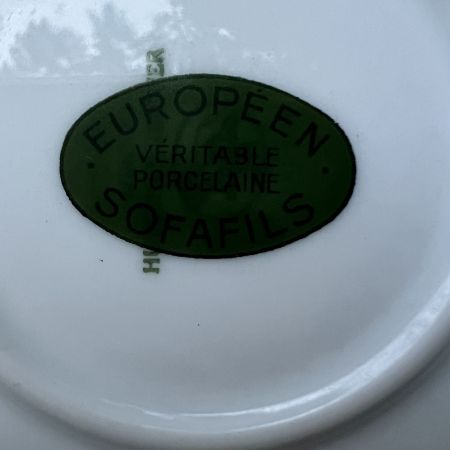 EUROPÉEN
VÉRITABLE
PORCELAINE
SOFAFILS